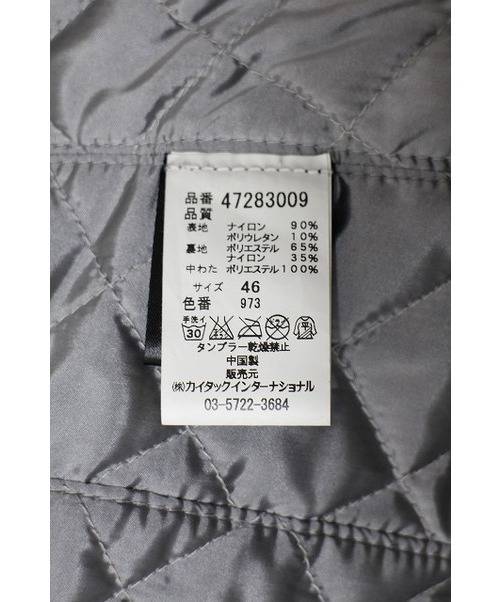 品番 47283009
品質
表地 ナイロン 90%
ポリウレタン 10%
裏地 ポリエステル 65%
ナイロン 35%
中わた ポリエステル 100%
サイズ 46
色番 973
手洗イ
30 平
タンブラー乾燥禁止
中国製
販売元
㈱カイタックインターナショナル
03-5722-3684